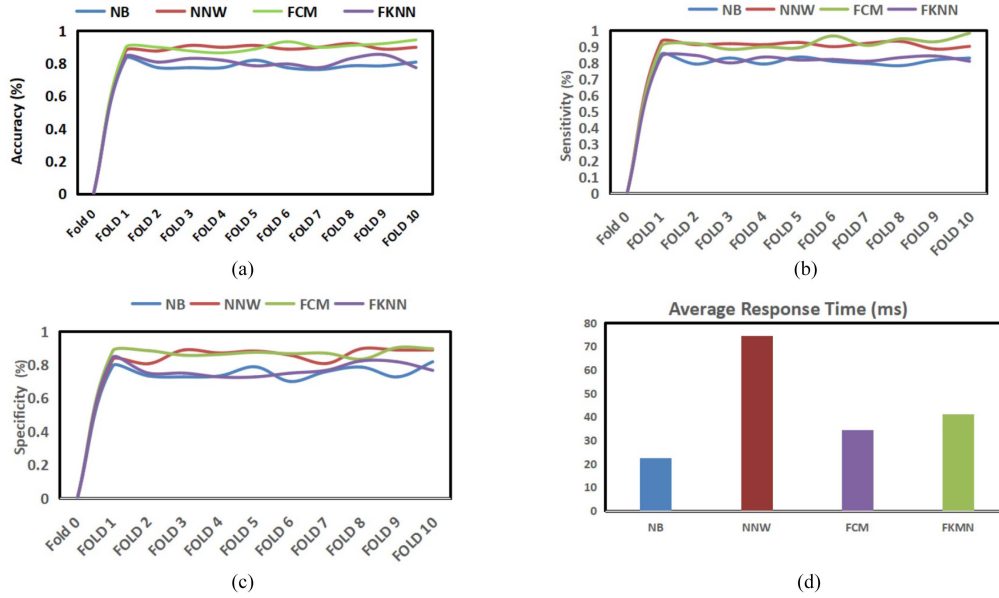 NB NNW FCM FKNN
Accuracy (%)
1
0.8
0.6
0.4
0.2
0
Fold 0
FOLD 1
FOLD 2
FOLD 3
FOLD 4
FOLD 5
FOLD 6
FOLD 7
FOLD 8
FOLD 9
FOLD 10
(a)
NB NNW FCM FKNN
Sensitivity (%)
1
0.9
0.8
0.7
0.6
0.5
0.4
0.3
0.2
0.1
0
Fold 0
FOLD 1
FOLD 2
FOLD 3
FOLD 4
FOLD 5
FOLD 6
FOLD 7
FOLD 8
FOLD 9
FOLD 10
(b)
NB NNW FCM FKNN
Specificity (%)
1
0.8
0.6
0.4
0.2
0
Fold 0
FOLD 1
FOLD 2
FOLD 3
FOLD 4
FOLD 5
FOLD 6
FOLD 7
FOLD 8
FOLD 9
FOLD 10
(c)
Average Response Time (ms)
80
70
60
50
40
30
20
10
0
NB NNW FCM FKMN
(d)